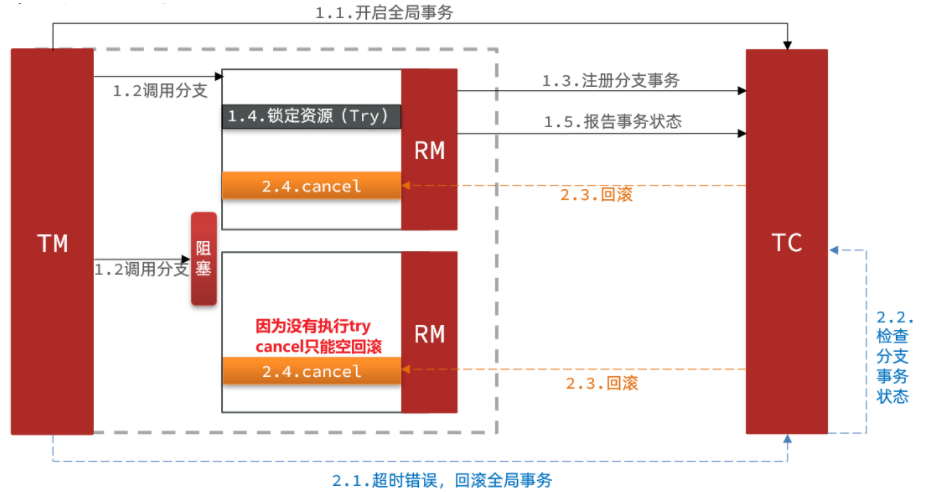 1.1.开启全局事务
TM
1.2调用分支
1.4.锁定资源（Try）
RM
1.3.注册分支事务
1.5.报告事务状态
2.4.cancel
2.3.回滚
TC
1.2调用分支
阻
塞
因为没有执行try
cancel只能空回滚
RM
2.4.cancel
2.3.回滚
2.2.
检查
分支
事务
状态
2.1.超时错误，回滚全局事务